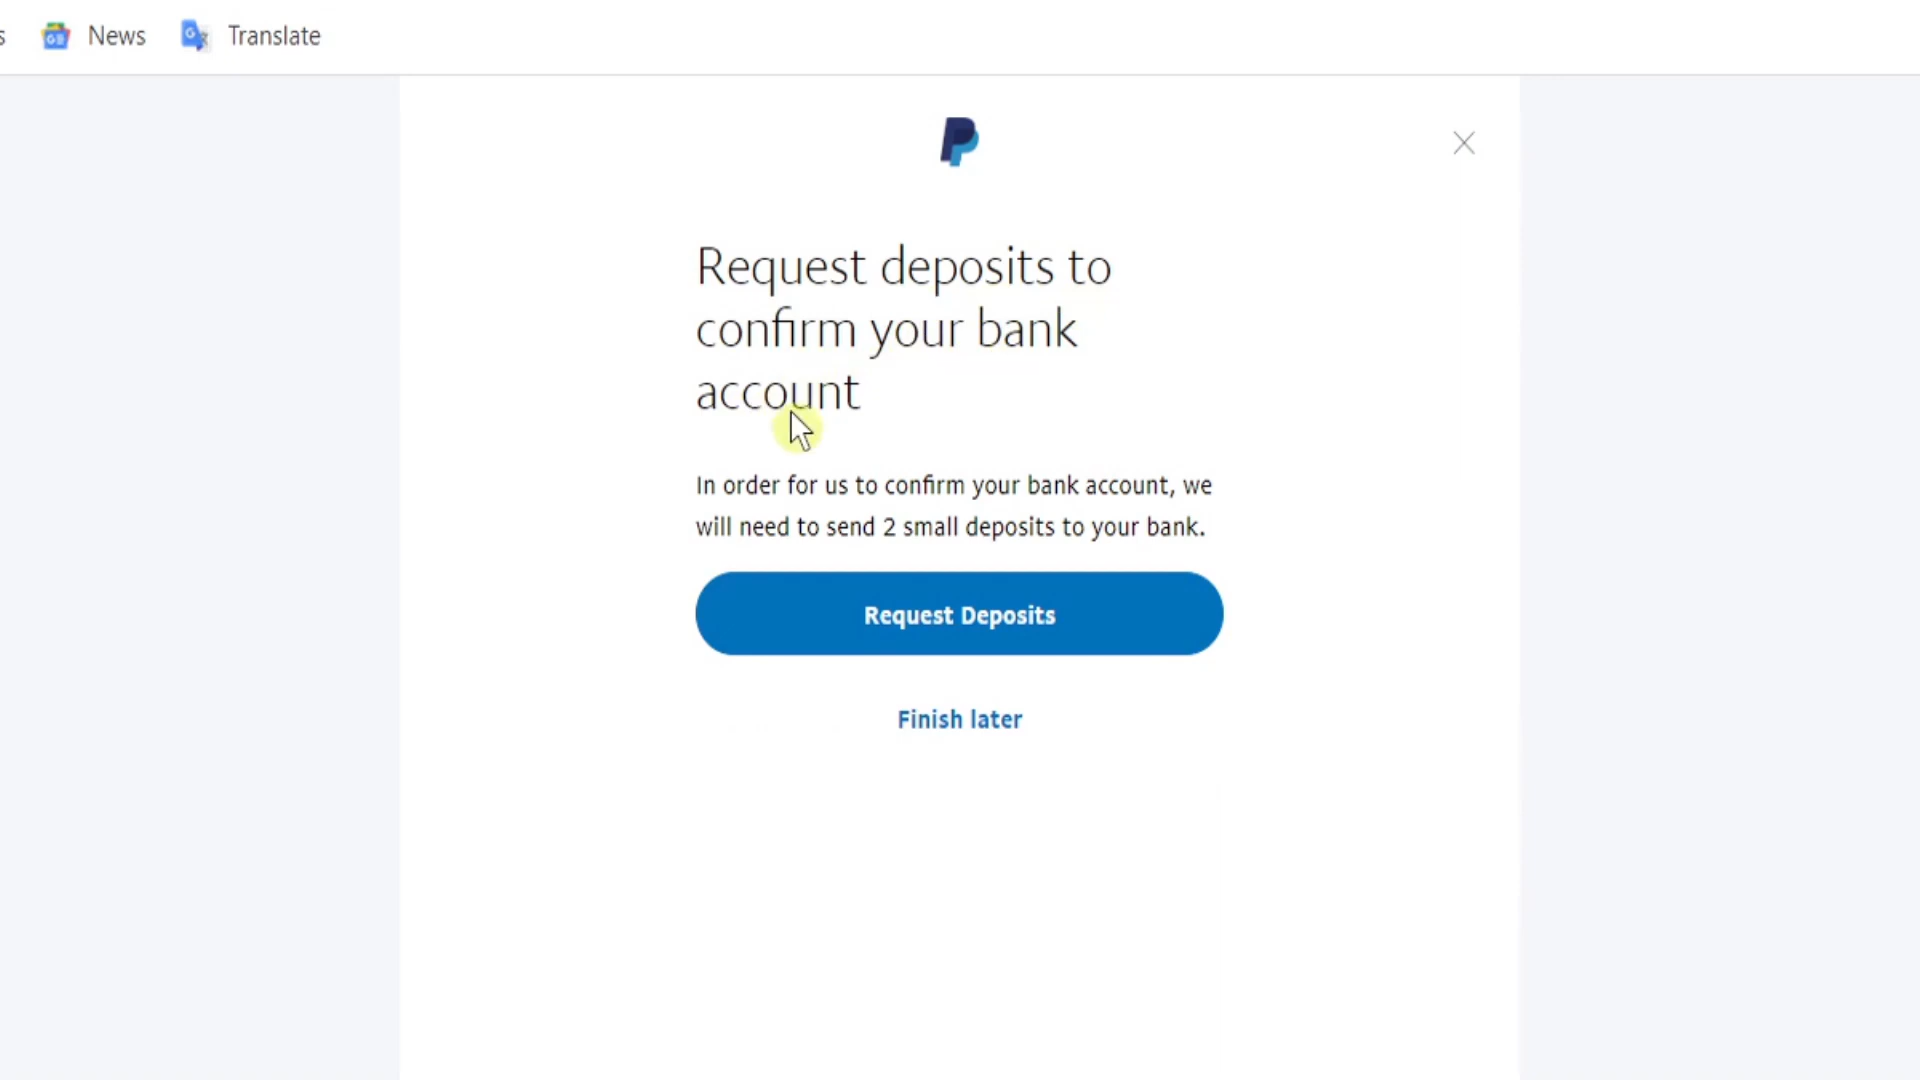 s News Translate
Request deposits to
confirm your bank
account
In order for us to confirm your bank account, we
will need to send 2 small deposits to your bank.
Request Deposits
Finish later